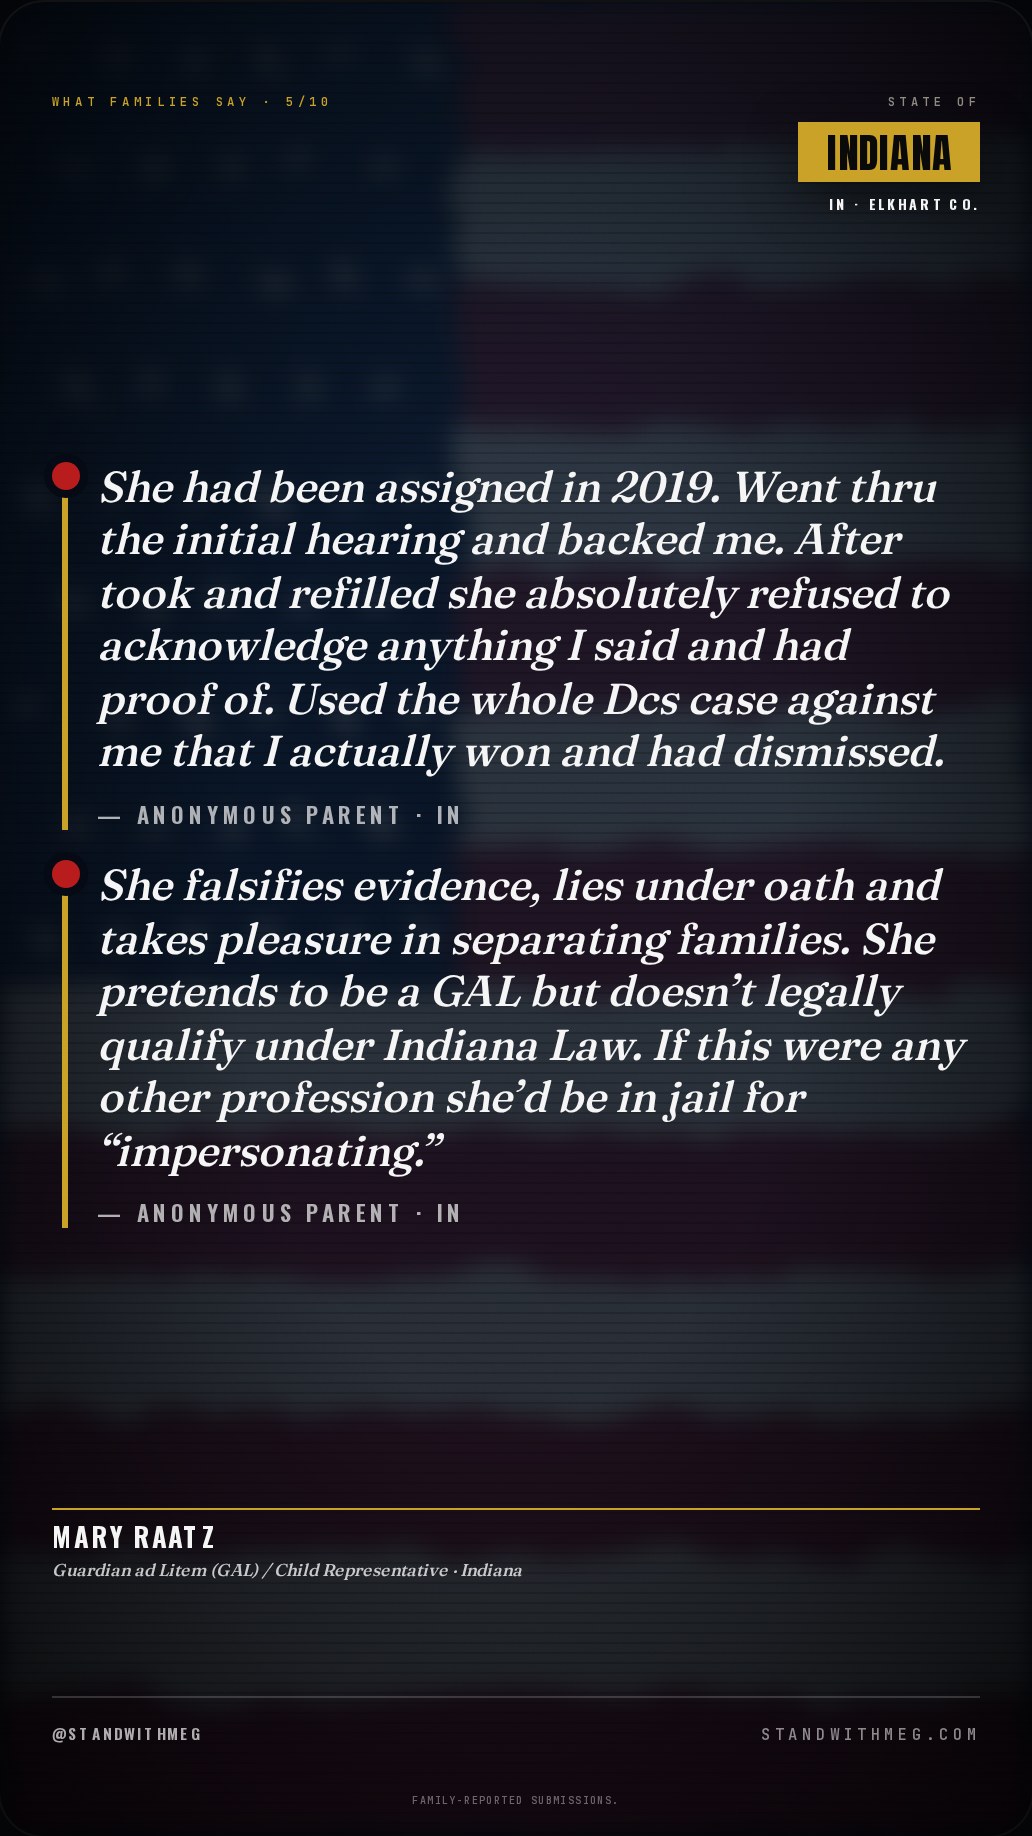 WHAT FAMILIES SAY · 5/10
STATE OF
INDIANA
IN · ELKHART CO.
She had been assigned in 2019. Went thru
the initial hearing and backed me. After
took and refilled she absolutely refused to
acknowledge anything I said and had
proof of. Used the whole Dcs case against
me that I actually won and had dismissed.
— ANONYMOUS PARENT · IN
She falsifies evidence, lies under oath and
takes pleasure in separating families. She
pretends to be a GAL but doesn’t legally
qualify under Indiana Law. If this were any
other profession she’d be in jail for
“impersonating.”
— ANONYMOUS PARENT · IN
MARY RAATZ
Guardian ad Litem (GAL) / Child Representative · Indiana
@STANDWITHMEG
STANDWITHMEG.COM
FAMILY-REPORTED SUBMISSIONS.